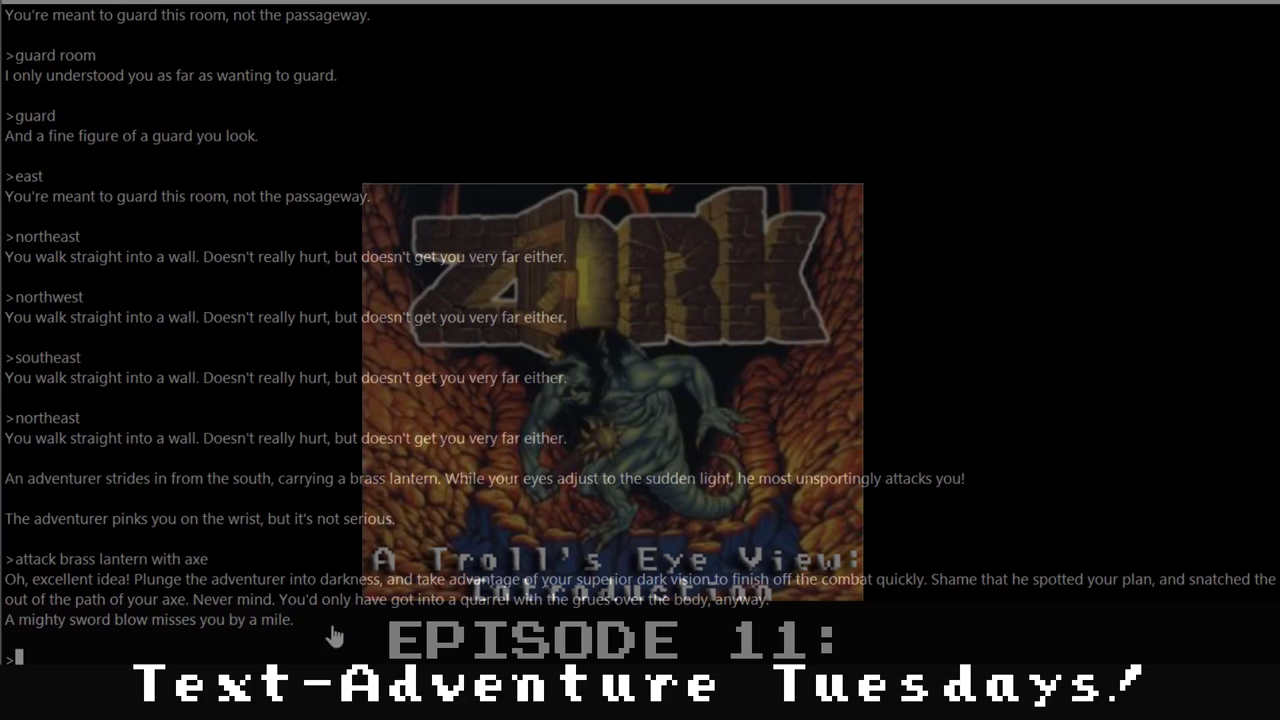 You're meant to guard this room, not the passageway.
>guard room
I only understood you as far as wanting to guard.
>guard
And a fine figure of a guard you look.
>east
You're meant to guard this room, not the passageway.
>northeast
You walk straight into a wall. Doesn't really hurt, but doesn't get you very far either.
>northwest
You walk straight into a wall. Doesn't really hurt, but doesn't get you very far either.
>southeast
You walk straight into a wall. Doesn't really hurt, but doesn't get you very far either.
>northeast
You walk straight into a wall. Doesn't really hurt, but doesn't get you very far either.
An adventurer strides in from the south, carrying a brass lantern. While your eyes adjust to the sudden light, he most unsportingly attacks you!
The adventurer pinks you on the wrist, but it's not serious.
>attack brass lantern with axe
Oh, excellent idea! Plunge the adventurer into darkness, and take advantage of your superior dark vision to finish off the combat quickly. Shame that he spotted your plan, and snatched the
out of the path of your axe. Never mind. You'd only have got into a quarrel with the grues over the body, anyway.
A mighty sword blow misses you by a mile.
>
ZORK
A Troll's Eye View:
Introduction
EPISODE 11:
Text-Adventure Tuesdays!